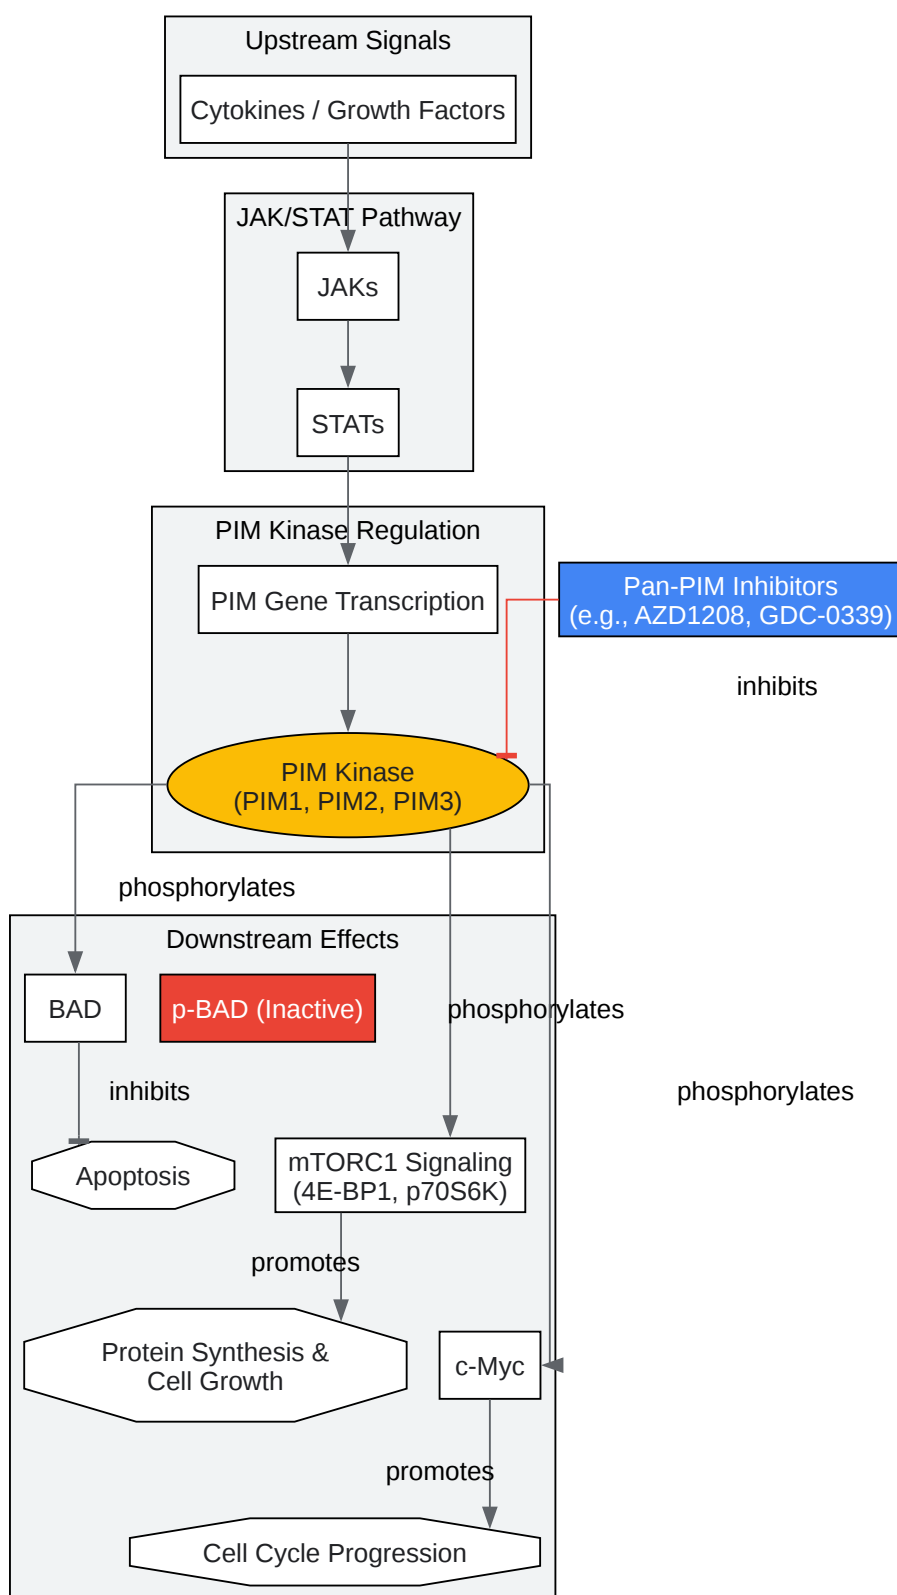 Upstream Signals
Cytokines / Growth Factors
JAK/STAT Pathway
JAKs
STATs
PIM Kinase Regulation
PIM Gene Transcription
Pan-PIM Inhibitors
(e.g., AZD1208, GDC-0339)
inhibits
PIM Kinase
(PIM1, PIM2, PIM3)
phosphorylates
Downstream Effects
BAD
p-BAD (Inactive)
phosphorylates
inhibits
phosphorylates
Apoptosis
mTORC1 Signaling
(4E-BP1, p70S6K)
promotes
Protein Synthesis &
Cell Growth
c-Myc
promotes
Cell Cycle Progression